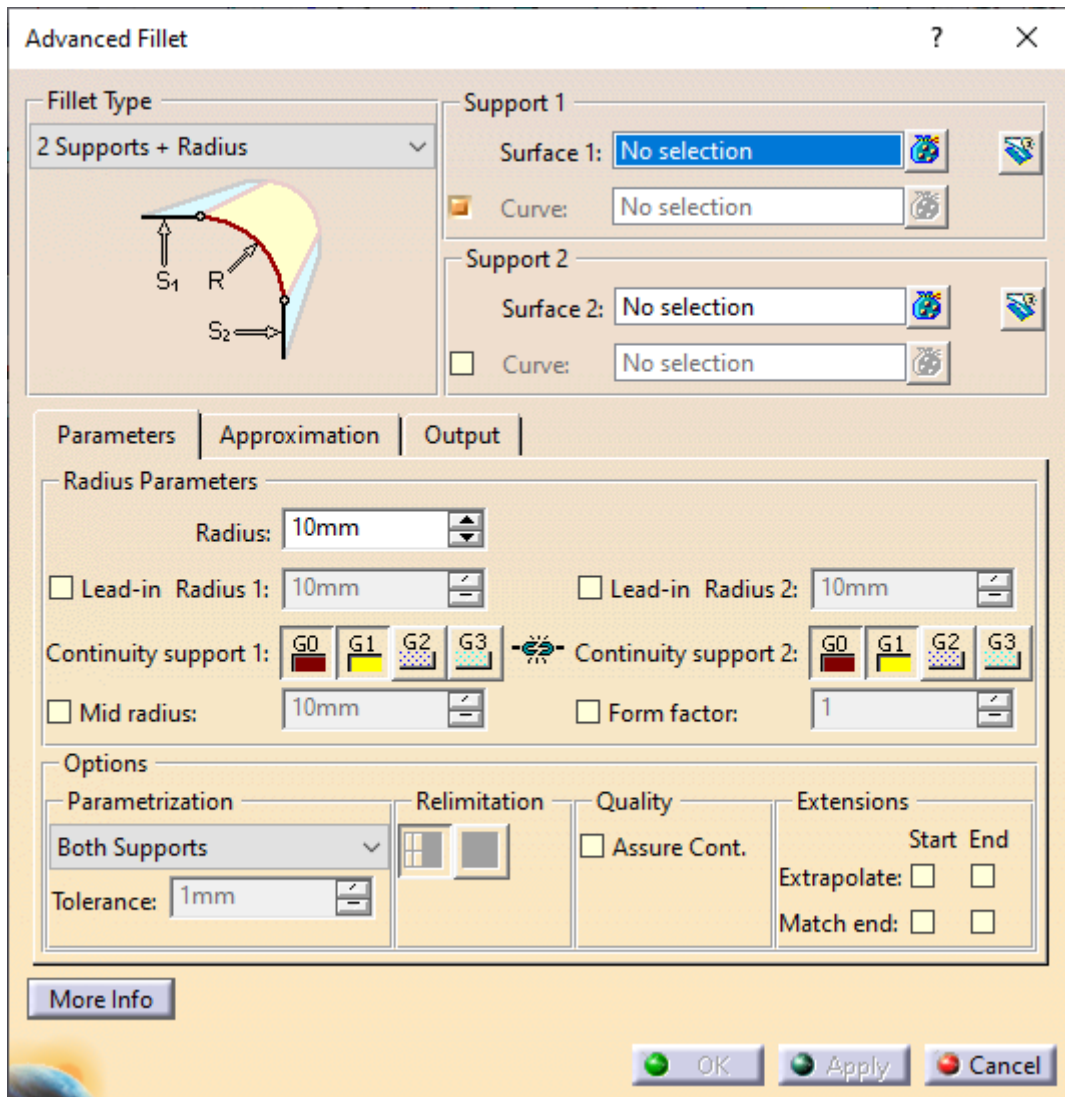 Advanced Fillet ?
Fillet Type
2 Supports + Radius
S1
R
S2
Support 1
Surface 1: No selection
Curve: No selection
Support 2
Surface 2: No selection
Curve: No selection
Parameters Approximation Output
Radius Parameters
Radius: 10mm
Lead-in Radius 1: 10mm Lead-in Radius 2: 10mm
Continuity support 1: G0 G1 G2 G3 Continuity support 2: G0 G1 G2 G3
Mid radius: 10mm Form factor: 1
Options
Parametrization
Both Supports
Tolerance: 1mm
Relimitation
Quality
Assure Cont.
Extensions
Start End
Extrapolate:
Match end:
More Info
OK Apply Cancel